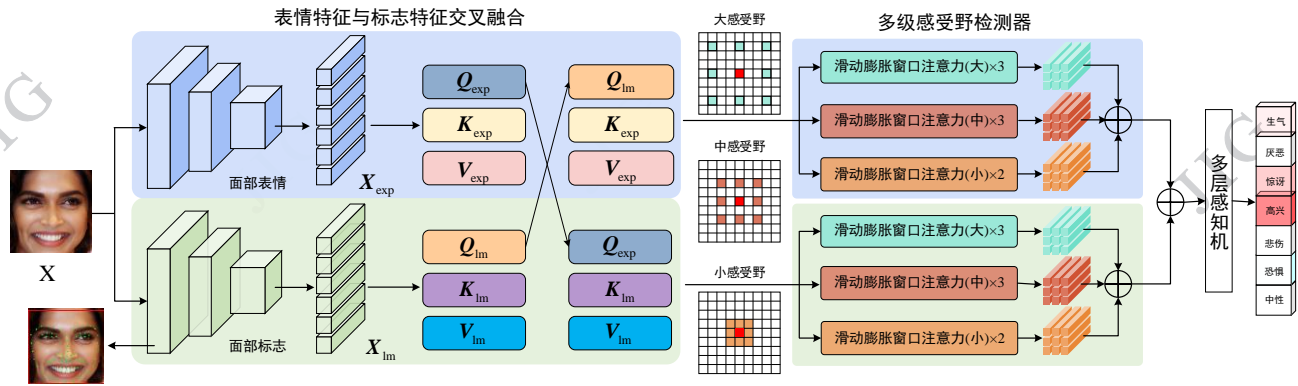 表情特征与标志特征交叉融合
大感受野
多级感受野检测器
JIG
面部表情
X_exp
Q_exp
K_exp
V_exp
Q_lm
K_exp
V_exp
中感受野
滑动膨胀窗口注意力(大)×3
滑动膨胀窗口注意力(中)×3
滑动膨胀窗口注意力(小)×2
X
面部标志
X_lm
Q_lm
K_lm
V_lm
Q_exp
K_lm
V_lm
小感受野
滑动膨胀窗口注意力(大)×3
滑动膨胀窗口注意力(中)×3
滑动膨胀窗口注意力(小)×2
JIG
多层感知机
生气
厌恶
惊讶
高兴
悲伤
恐惧
中性